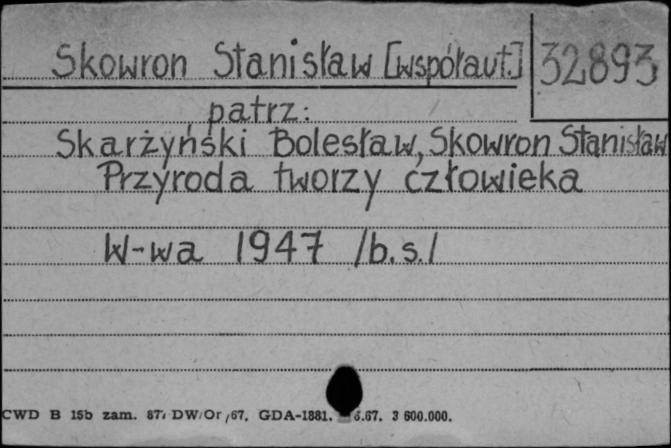 Skowron Stanisław [współaut.] 32893
patrz:
Skarżyński Bolesław, Skowron Stanisław
Przyroda tworzy człowieka
W-wa 1947 /b.s./
CWD B 15b zam. 87/ DW/Or/67. GDA-1881. 6.67. 3 600.000.